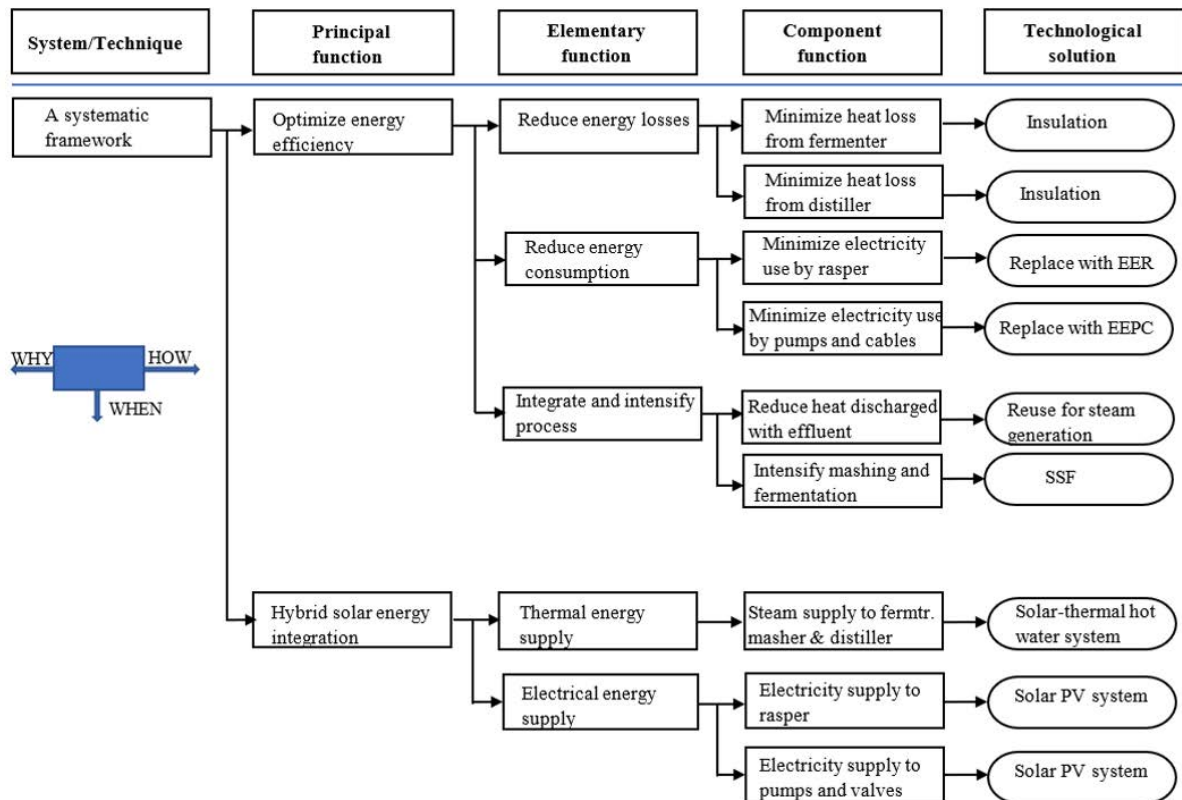 System/Technique
Principal
function
Elementary
function
Component
function
Technological
solution
A systematic
framework
Optimize energy
efficiency
Reduce energy losses
Minimize heat loss
from fermenter
Insulation
Minimize heat loss
from distiller
Insulation
Reduce energy
consumption
Minimize electricity
use by rasper
Replace with EER
Minimize electricity use
by pumps and cables
Replace with EEPC
WHY
HOW
WHEN
Integrate and intensify
process
Reduce heat discharged
with effluent
Reuse for steam
generation
Intensify mashing and
fermentation
SSF
Hybrid solar energy
integration
Thermal energy
supply
Steam supply to fermtr.
masher & distiller
Solar-thermal hot
water system
Electrical energy
supply
Electricity supply to
rasper
Solar PV system
Electricity supply to
pumps and valves
Solar PV system